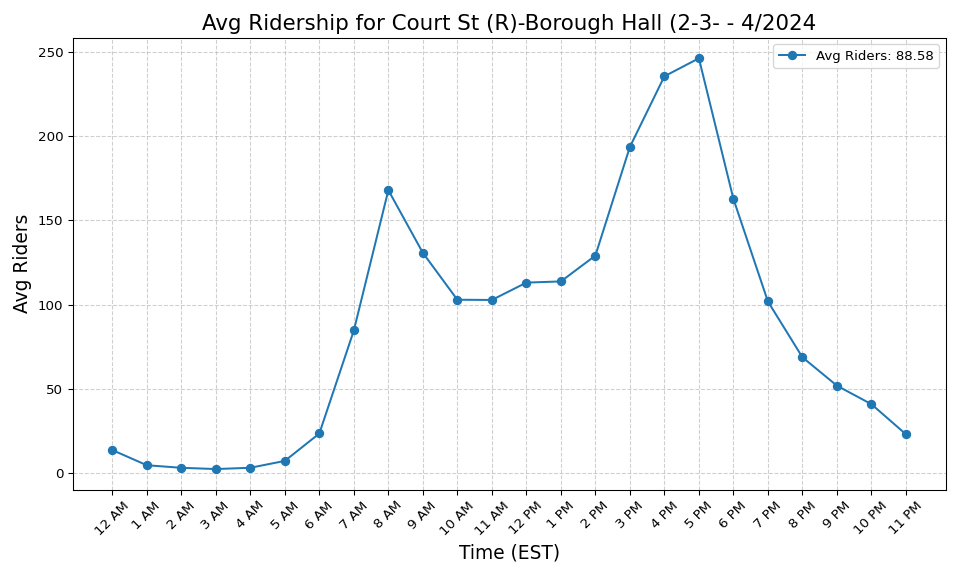 Avg Ridership for Court St (R)-Borough Hall (2-3- - 4/2024
Avg Riders: 88.58
Avg Riders
250
200
150
100
50
0
12 AM
1 AM
2 AM
3 AM
4 AM
5 AM
6 AM
7 AM
8 AM
9 AM
10 AM
11 AM
12 PM
1 PM
2 PM
3 PM
4 PM
5 PM
6 PM
7 PM
8 PM
9 PM
10 PM
11 PM
Time (EST)